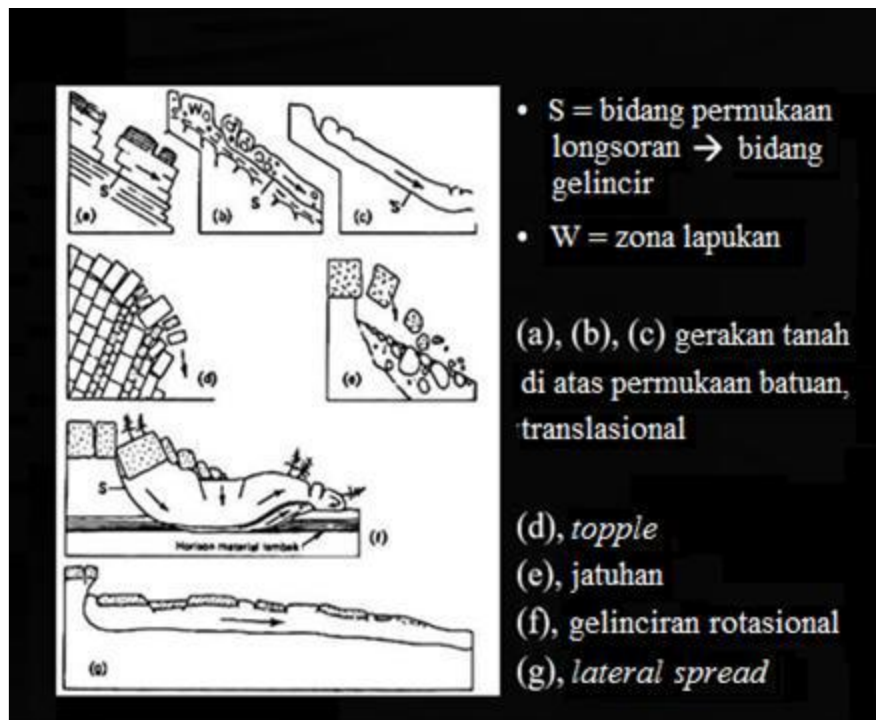 S
(a)
W
S
(b)
S
(c)
(d)
(e)
S
Horison material lembek
(f)
(g)
• S = bidang permukaan
longsoran → bidang
gelincir
• W = zona lapukan
(a), (b), (c) gerakan tanah
di atas permukaan batuan,
translasional
(d), topple
(e), jatuhan
(f), gelinciran rotasional
(g), lateral spread